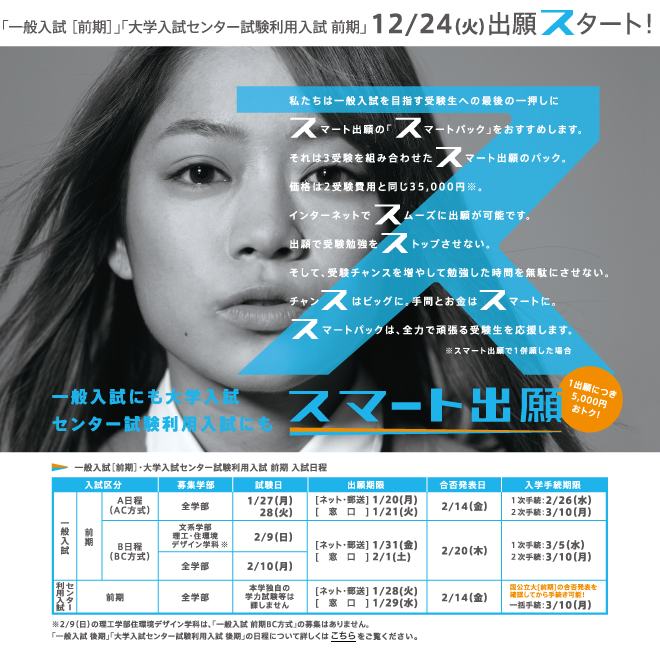 「一般入試［前期］」「大学入試センター試験利用入試 前期」12/24(火)出願スタート！
私たちは一般入試を目指す受験生への最後の一押しに
スマート出願の「スマートパック」をおすすめします。
それは3受験を組み合わせたスマート出願のパック。
価格は2受験費用と同じ35,000円※。
インターネットでスムーズに出願が可能です。
出願で受験勉強をストップさせない。
そして、受験チャンスを増やして勉強した時間を無駄にさせない。
チャンスはビッグに。手間とお金はスマートに。
スマートパックは、全力で頑張る受験生を応援します。
※スマート出願で1併願した場合
一般入試にも大学入試
センター試験利用入試にも
スマート出願
1出願につき
5,000円
おトク！
一般入試［前期］・大学入試センター試験利用入試 前期 入試日程
入試区分 募集学部 試験日 出願期限 合否発表日 入学手続期限
一般入試 前期
A日程
(AC方式)
全学部
1/27(月)
28(火)
[ネット・郵送] 1/20(月)
[窓口] 1/21(火)
2/14(金)
1次手続：2/26(水)
2次手続：3/10(月)
B日程
(BC方式)
文系学部
理工・住環境
デザイン学科※
2/9(日)
全学部
2/10(月)
[ネット・郵送] 1/31(金)
[窓口] 2/1(土)
2/20(木)
1次手続：3/5(水)
2次手続：3/10(月)
センター利用入試
前期
全学部
本学独自の
学力試験等は
課しません
[ネット・郵送] 1/28(火)
[窓口] 1/29(水)
2/14(金)
国公立大[前期]の合否発表を
確認してから手続き可能！
一括手続：3/10(月)
※2/9(日)の理工学部住環境デザイン学科は、「一般入試 前期BC方式」の募集はありません。
「一般入試 後期」「大学入試センター試験利用入試 後期」の日程について詳しくは こちら をご覧ください。